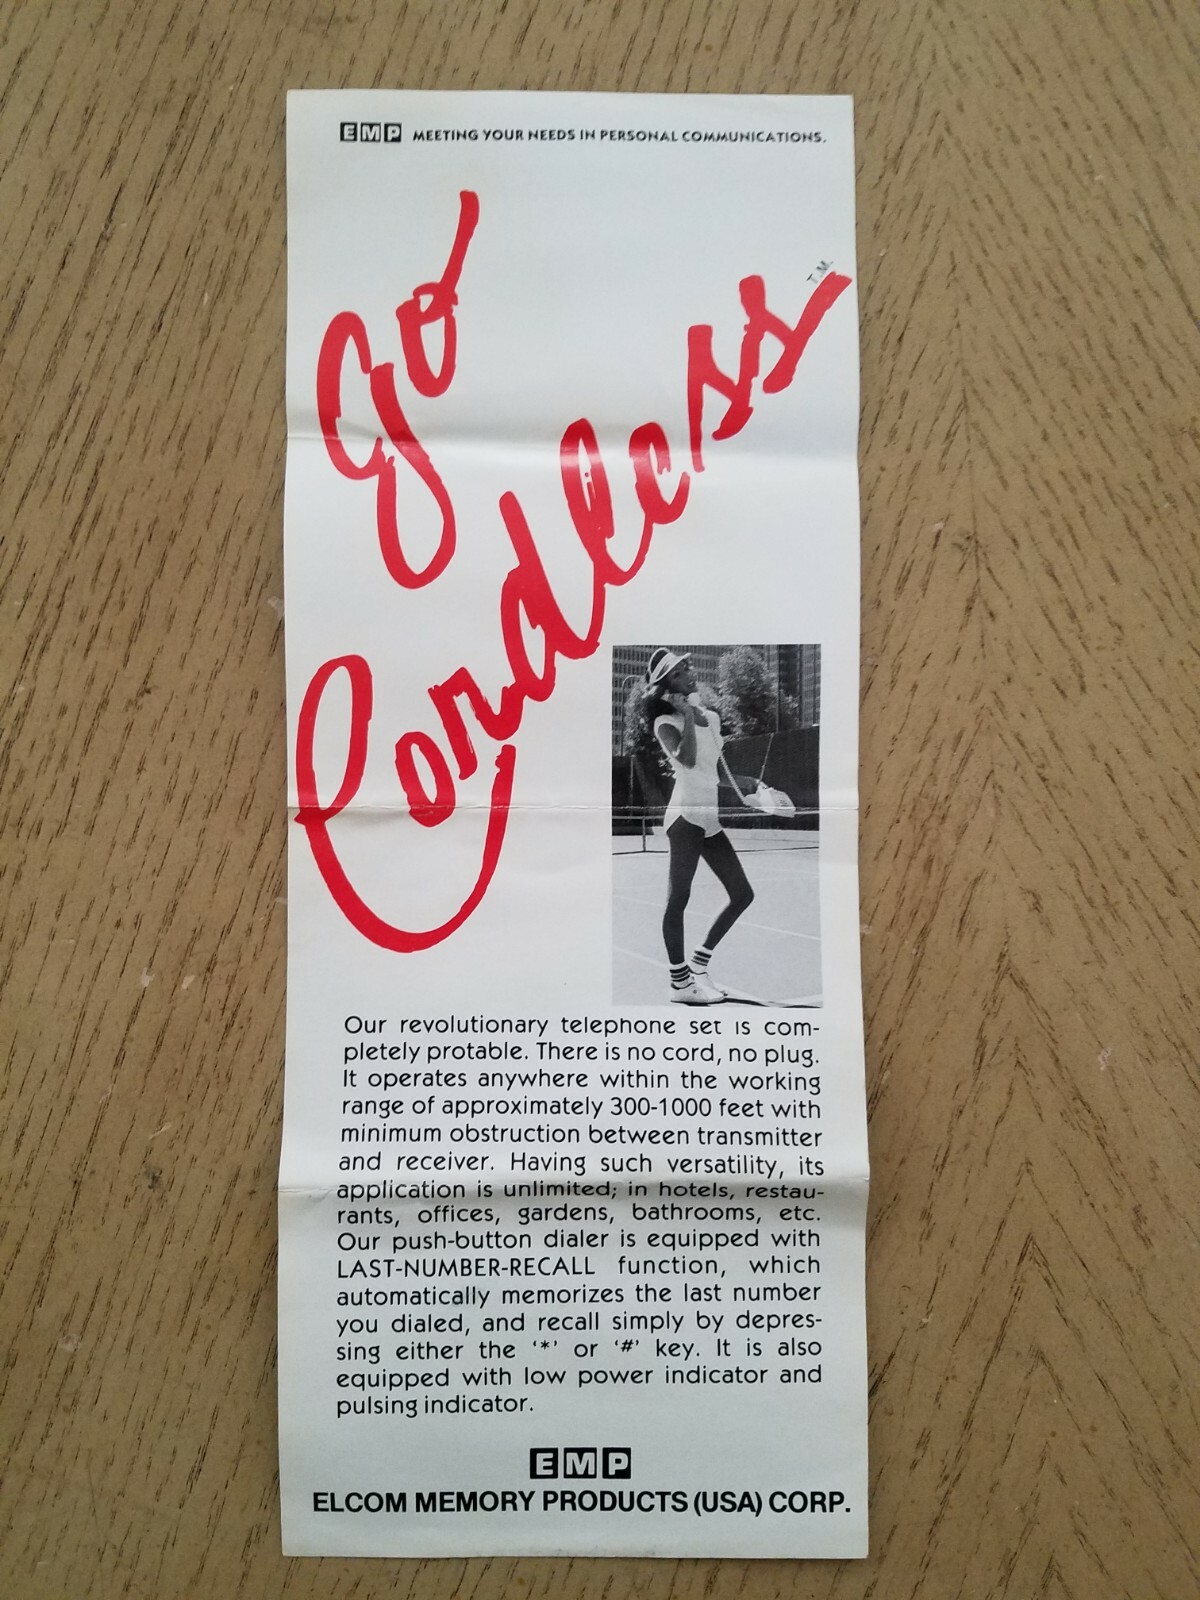 EMP MEETING YOUR NEEDS IN PERSONAL COMMUNICATIONS.
Go
Cordless T.M.
Our revolutionary telephone set is com-
pletely protable. There is no cord, no plug.
It operates anywhere within the working
range of approximately 300-1000 feet with
minimum obstruction between transmitter
and receiver. Having such versatility, its
application is unlimited; in hotels, restau-
rants, offices, gardens, bathrooms, etc.
Our push-button dialer is equipped with
LAST-NUMBER-RECALL function, which
automatically memorizes the last number
you dialed, and recall simply by depres-
sing either the ‘*’ or ‘#’ key. It is also
equipped with low power indicator and
pulsing indicator.
EMP
ELCOM MEMORY PRODUCTS (USA) CORP.